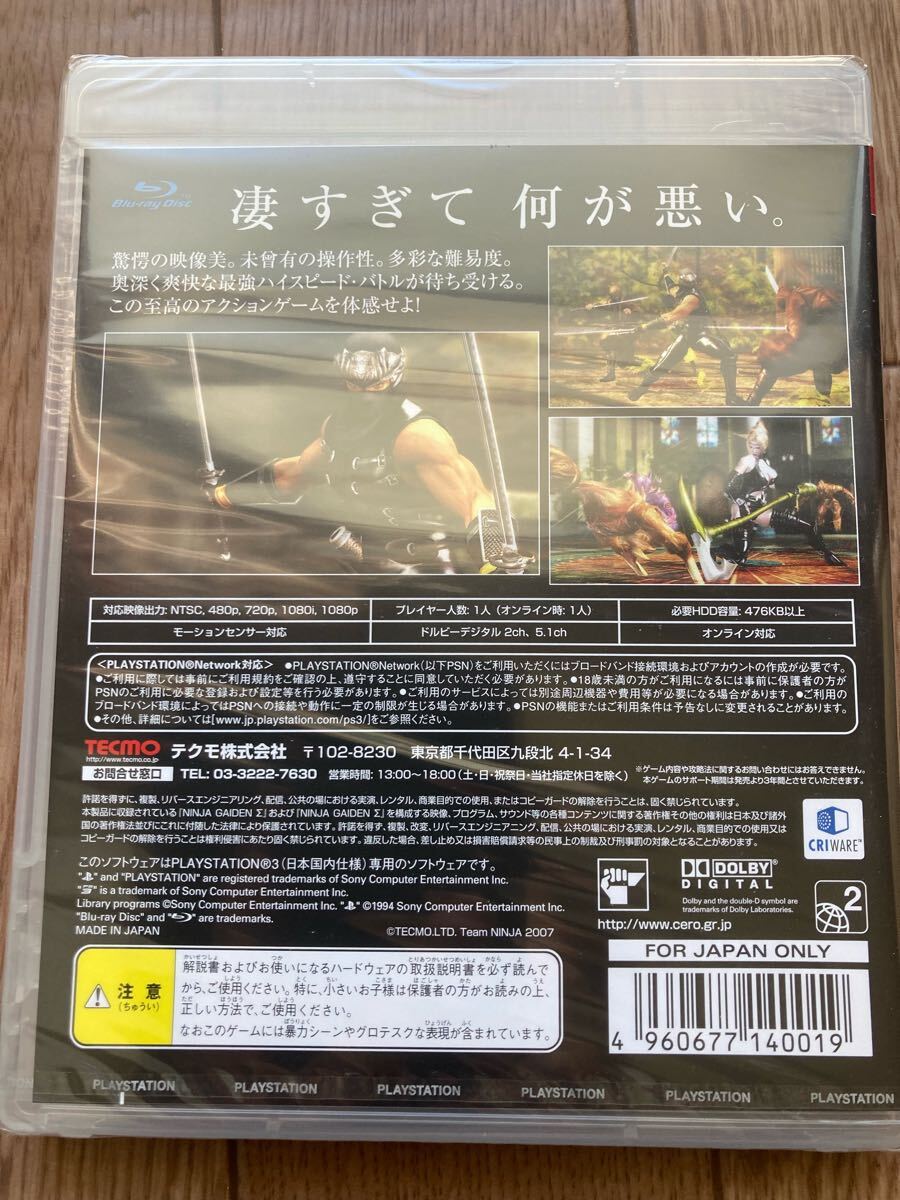 Blu-ray Disc
凄すぎて 何が悪い。
驚愕の映像美。未曾有の操作性。多彩な難易度。
奥深く爽快な最強ハイスピード・バトルが待ち受ける。
この至高のアクションゲームを体感せよ!
対応映像出力: NTSC, 480p, 720p, 1080i, 1080p
プレイヤー人数: 1人 (オンライン時: 1人)
必要HDD容量: 476KB以上
モーションセンサー対応
ドルビーデジタル 2ch、5.1ch
オンライン対応
<PLAYSTATION®Network対応> ●PLAYSTATION®Network(以下PSN)をご利用いただくにはブロードバンド接続環境およびアカウントの作成が必要です。
●ご利用に際しては事前にご利用規約をご確認の上、遵守することに同意していただく必要があります。●18歳未満の方がご利用になるには事前に保護者の方が
PSNのご利用に必要な登録および設定等を行う必要があります。●ご利用のサービスによっては別途周辺機器や費用等が必要になる場合があります。●ご利用の
ブロードバンド環境によってはPSNへの接続や動作に一定の制限が生じる場合があります。●PSNの機能またはご利用条件は予告なしに変更されることがあります。
●その他、詳細については[www.jp.playstation.com/ps3/]をご参照ください。
TECMO
http://www.tecmo.co.jp
テクモ株式会社 〒102-8230 東京都千代田区九段北 4-1-34
お問合せ窓口 TEL: 03-3222-7630 営業時間: 13:00~18:00(土・日・祝祭日・当社指定休日を除く)
※ゲーム内容や攻略法に関するお問い合わせにはお答えできません。
本ゲームのサポート期間は発売より3年間とさせていただきます。
許諾を得ずに、複製、リバースエンジニアリング、配信、公共の場における実演、レンタル、商業目的での使用、またはコピーガードの解除を行うことは、固く禁じられています。
本製品に収録されている「NINJA GAIDEN Σ」および「NINJA GAIDEN Σ」を構成する映像、プログラム、サウンド等の各種コンテンツに関する著作権その他の権利は日本及び諸外
国の著作権法並びにこれに付随した法律により保護されています。許諾を得ず、複製、改変、リバースエンジニアリング、配信、公共の場における実演、レンタル、商業目的での使用又は
コピーガードの解除を行うことは権利侵害にあたり固く禁じられています。違反した場合、差し止め又は損害賠償請求等の民事上の制裁及び刑事罰の対象となることがあります。
CRIWARE™
このソフトウェアはPLAYSTATION®3 (日本国内仕様) 専用のソフトウェアです。
" " and "PLAYSTATION" are registered trademarks of Sony Computer Entertainment Inc.
" " is a trademark of Sony Computer Entertainment Inc.
Library programs ©Sony Computer Entertainment Inc. " " ©1994 Sony Computer Entertainment Inc.
"Blu-ray Disc" and " " are trademarks.
MADE IN JAPAN
©TECMO.LTD. Team NINJA 2007
DOLBY
DIGITAL
Dolby and the double-D symbol are
trademarks of Dolby Laboratories.
http://www.cero.gr.jp
2
注意
(ちゅうい)
解説書およびお使いになるハードウェアの取扱説明書を必ず読んで
から、ご使用ください。特に、小さいお子様は保護者の方がお読みの上、
正しい方法で、ご使用ください。
なおこのゲームには暴力シーンやグロテスクな表現が含まれています。
FOR JAPAN ONLY
4 960677 140019
PLAYSTATION PLAYSTATION PLAYSTATION PLAYSTATION PLAYSTATION PLAYSTATION